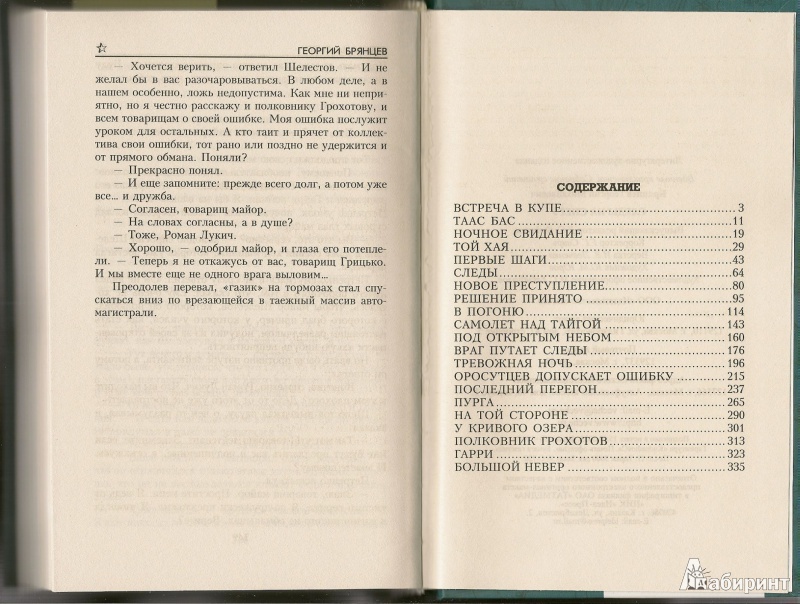 ГЕОРГИЙ БРЯНЦЕВ
— Хочется верить, — ответил Шелестов. — И не
желал бы в вас разочаровываться. В любом деле, а в
нашем особенно, ложь недопустима. Как мне ни непри-
ятно, но я честно расскажу и полковнику Грохотову, и
всем товарищам о своей ошибке. Моя ошибка послужит
уроком для остальных. А кто таит и прячет от коллек-
тива свои ошибки, тот рано или поздно не удержится и
от прямого обмана. Поняли?
— Прекрасно понял.
— И еще запомните: прежде всего долг, а потом уже
все... и дружба.
— Согласен, товарищ майор.
— На словах согласны, а в душе?
— Тоже, Роман Лукич.
— Хорошо, — одобрил майор, и глаза его потепле-
ли. — Теперь я не откажусь от вас, товарищ Грицько.
И мы вместе еще не одного врага выловим...
Преодолев перевал, «газик» на тормозах стал спу-
скаться вниз по врезающейся в таежный массив авто-
магистрали.
СОДЕРЖАНИЕ
ВСТРЕЧА В КУПЕ 3
ТААС БАС 11
НОЧНОЕ СВИДАНИЕ 19
ТОЙ ХАЯ 29
ПЕРВЫЕ ШАГИ 43
СЛЕДЫ 64
НОВОЕ ПРЕСТУПЛЕНИЕ 80
РЕШЕНИЕ ПРИНЯТО 95
В ПОГОНЮ 114
САМОЛЕТ НАД ТАЙГОЙ 143
ПОД ОТКРЫТЫМ НЕБОМ 160
ВРАГ ПУТАЕТ СЛЕДЫ 176
ТРЕВОЖНАЯ НОЧЬ 196
ОРОСУТЦЕВ ДОПУСКАЕТ ОШИБКУ 215
ПОСЛЕДНИЙ ПЕРЕГОН 237
ПУРГА 265
НА ТОЙ СТОРОНЕ 290
У КРИВОГО ОЗЕРА 301
ПОЛКОВНИК ГРОХОТОВ 313
ГАРРИ 323
БОЛЬШОЙ НЕВЕР 335
Лабиринт